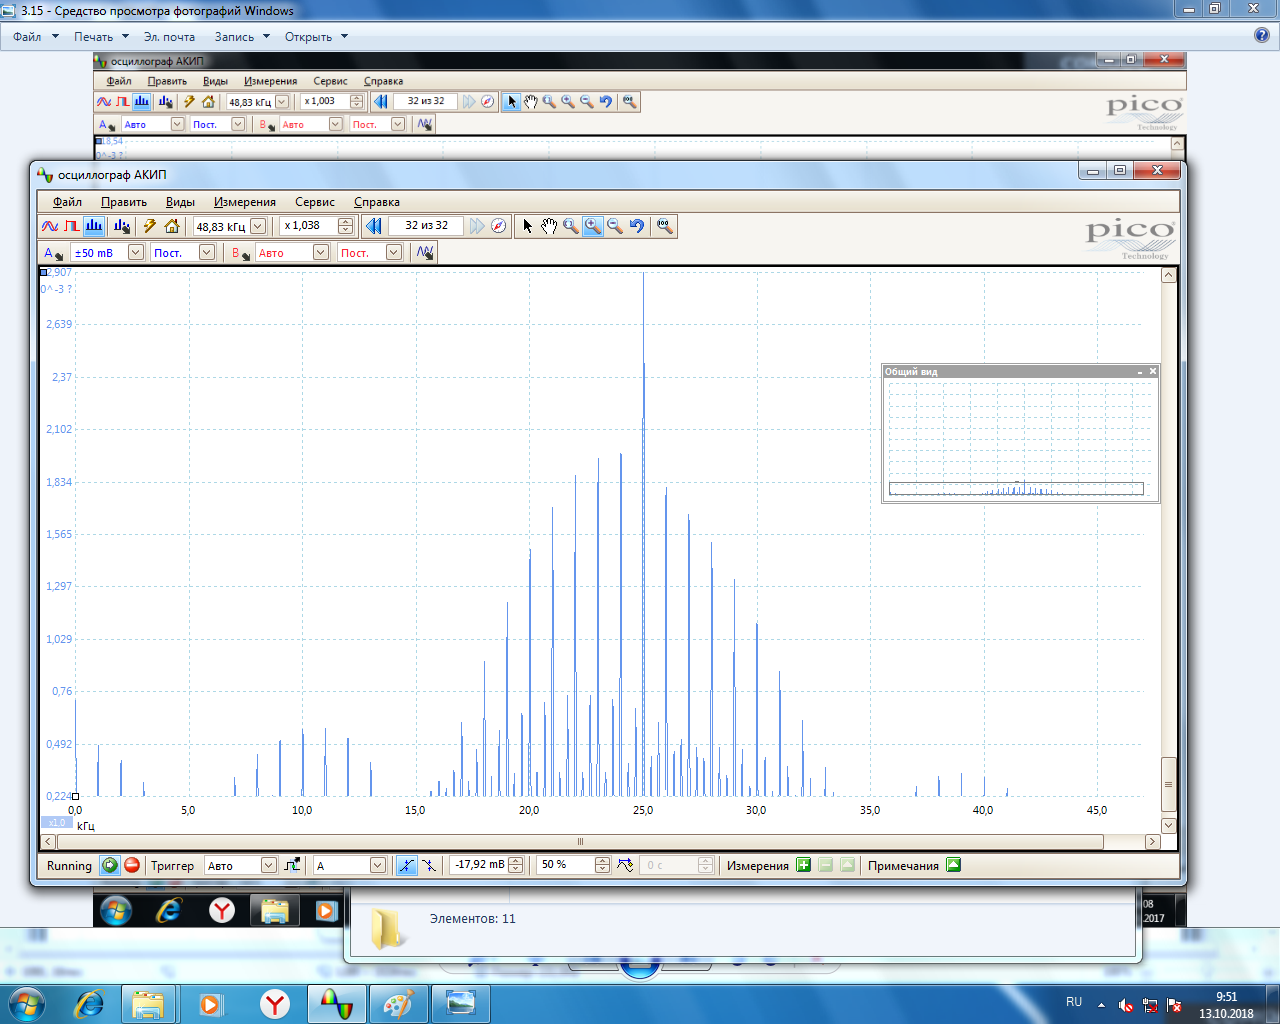 3.15 - Средство просмотра фотографий Windows
Файл Печать Эл. почта Запись Открыть
осциллограф АКИП
Файл Править Виды Измерения Сервис Справка
48,83 кГц x 1,003 32 из 32
pico
Technology
A Авто Пост. B Авто Пост.
18,54
0^-3 ?
осциллограф АКИП
Файл Править Виды Измерения Сервис Справка
48,83 кГц x 1,038 32 из 32
pico
Technology
A ±50 mВ Пост. B Авто Пост.
2,907
0^-3 ?
2,639
2,37
2,102
1,834
1,565
1,297
1,029
0,76
0,492
0,224
Общий вид
0,0 5,0 10,0 15,0 20,0 25,0 30,0 35,0 40,0 45,0
x1,0 кГц
Running Триггер Авто A -17,92 mВ 50 % 0 с Измерения Примечания
08
.2017
Элементов: 11
RU
9:51
13.10.2018